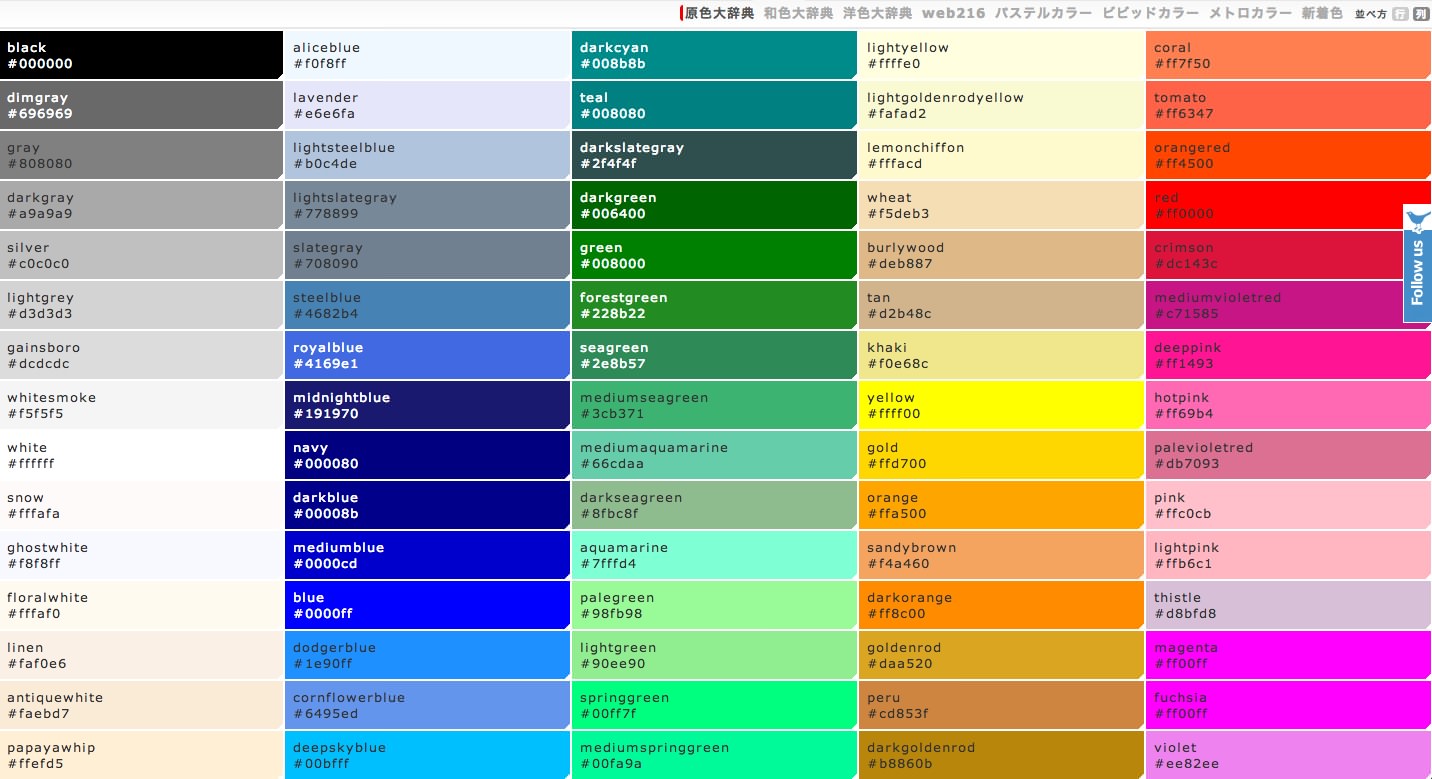 原色大辞典 和色大辞典 洋色大辞典 web216 パステルカラー ビビッドカラー メトロカラー 新着色 並べ方 行 列
black
#000000
dimgray
#696969
gray
#808080
darkgray
#a9a9a9
silver
#c0c0c0
lightgrey
#d3d3d3
gainsboro
#dcdcdc
whitesmoke
#f5f5f5
white
#ffffff
snow
#fffafa
ghostwhite
#f8f8ff
floralwhite
#fffaf0
linen
#faf0e6
antiquewhite
#faebd7
papayawhip
#ffefd5
aliceblue
#f0f8ff
lavender
#e6e6fa
lightsteelblue
#b0c4de
lightslategray
#778899
slategray
#708090
steelblue
#4682b4
royalblue
#4169e1
midnightblue
#191970
navy
#000080
darkblue
#00008b
mediumblue
#0000cd
blue
#0000ff
dodgerblue
#1e90ff
cornflowerblue
#6495ed
deepskyblue
#00bfff
darkcyan
#008b8b
teal
#008080
darkslategray
#2f4f4f
darkgreen
#006400
green
#008000
forestgreen
#228b22
seagreen
#2e8b57
mediumseagreen
#3cb371
mediumaquamarine
#66cdaa
darkseagreen
#8fbc8f
aquamarine
#7fffd4
palegreen
#98fb98
lightgreen
#90ee90
springgreen
#00ff7f
mediumspringgreen
#00fa9a
lightyellow
#ffffe0
lightgoldenrodyellow
#fafad2
lemonchiffon
#fffacd
wheat
#f5deb3
burlywood
#deb887
tan
#d2b48c
khaki
#f0e68c
yellow
#ffff00
gold
#ffd700
orange
#ffa500
sandybrown
#f4a460
darkorange
#ff8c00
goldenrod
#daa520
peru
#cd853f
darkgoldenrod
#b8860b
coral
#ff7f50
tomato
#ff6347
orangered
#ff4500
red
#ff0000
crimson
#dc143c
mediumvioletred
#c71585
deeppink
#ff1493
hotpink
#ff69b4
palevioletred
#db7093
pink
#ffc0cb
lightpink
#ffb6c1
thistle
#d8bfd8
magenta
#ff00ff
fuchsia
#ff00ff
violet
#ee82ee
Follow us